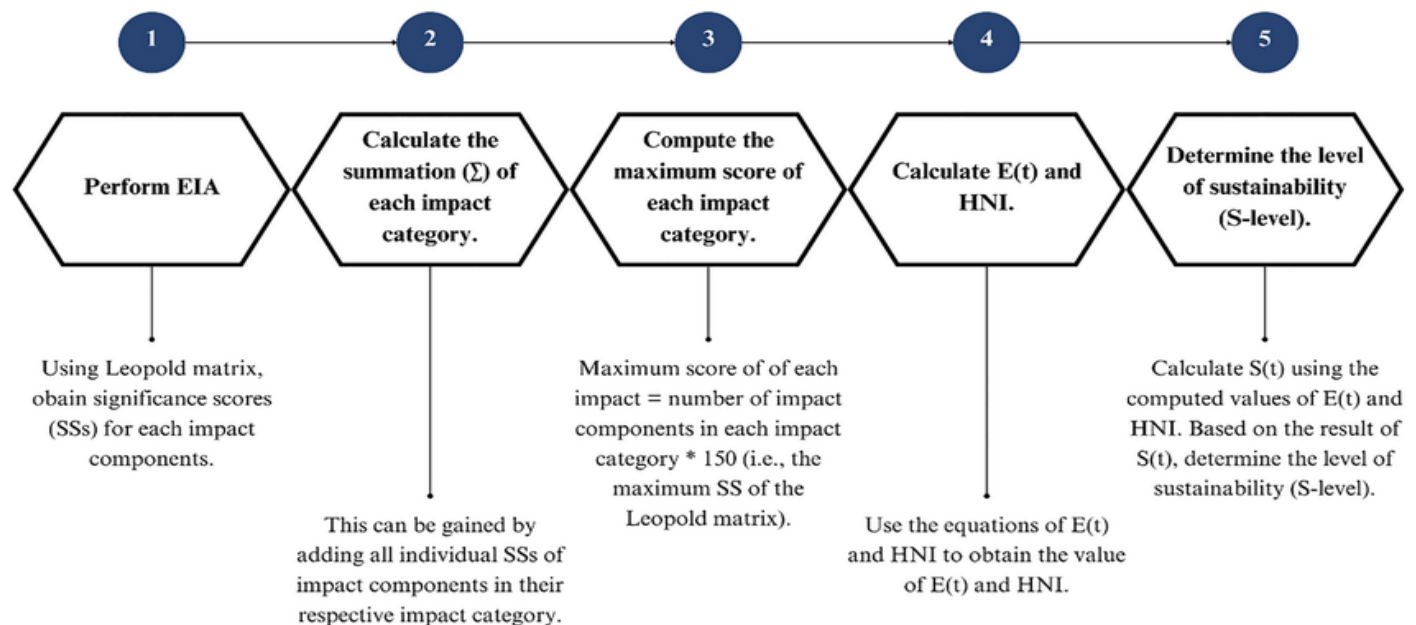 1
2
3
4
5
Perform EIA
Calculate the
summation (∑) of
each impact
category.
Compute the
maximum score of
each impact
category.
Calculate E(t) and
HNI.
Determine the level
of sustainability
(S-level).
Using Leopold matrix,
obain significance scores
(SSs) for each impact
components.
This can be gained by
adding all individual SSs of
impact components in their
respective impact category.
Maximum score of of each
impact = number of impact
components in each impact
category * 150 (i.e., the
maximum SS of the
Leopold matrix).
Use the equations of E(t)
and HNI to obtain the value
of E(t) and HNI.
Calculate S(t) using the
computed values of E(t) and
HNI. Based on the result of
S(t), determine the level of
sustainability (S-level).